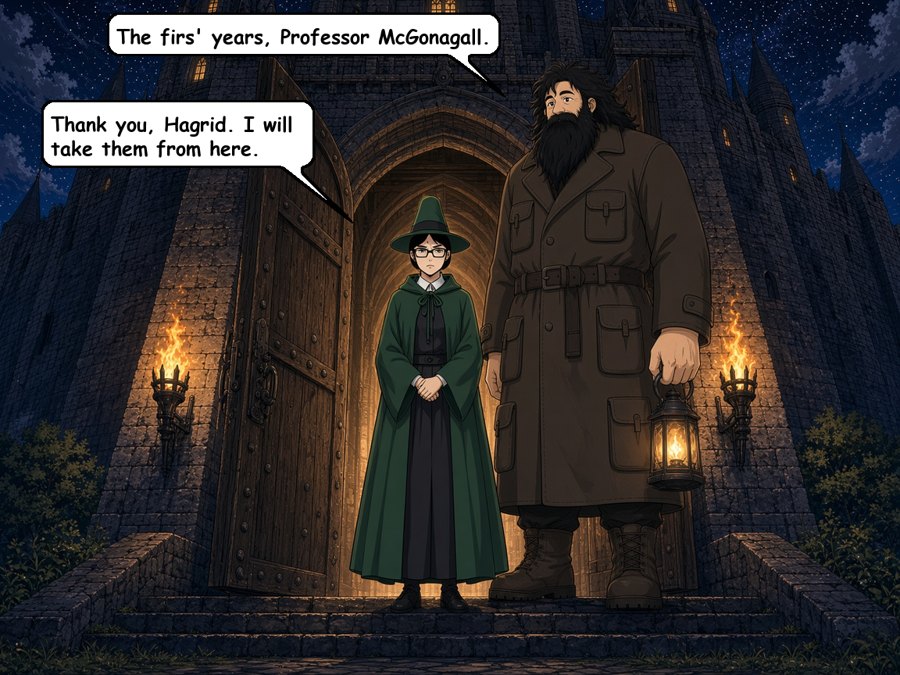 The firs' years, Professor McGonagall.
Thank you, Hagrid. I will
take them from here.